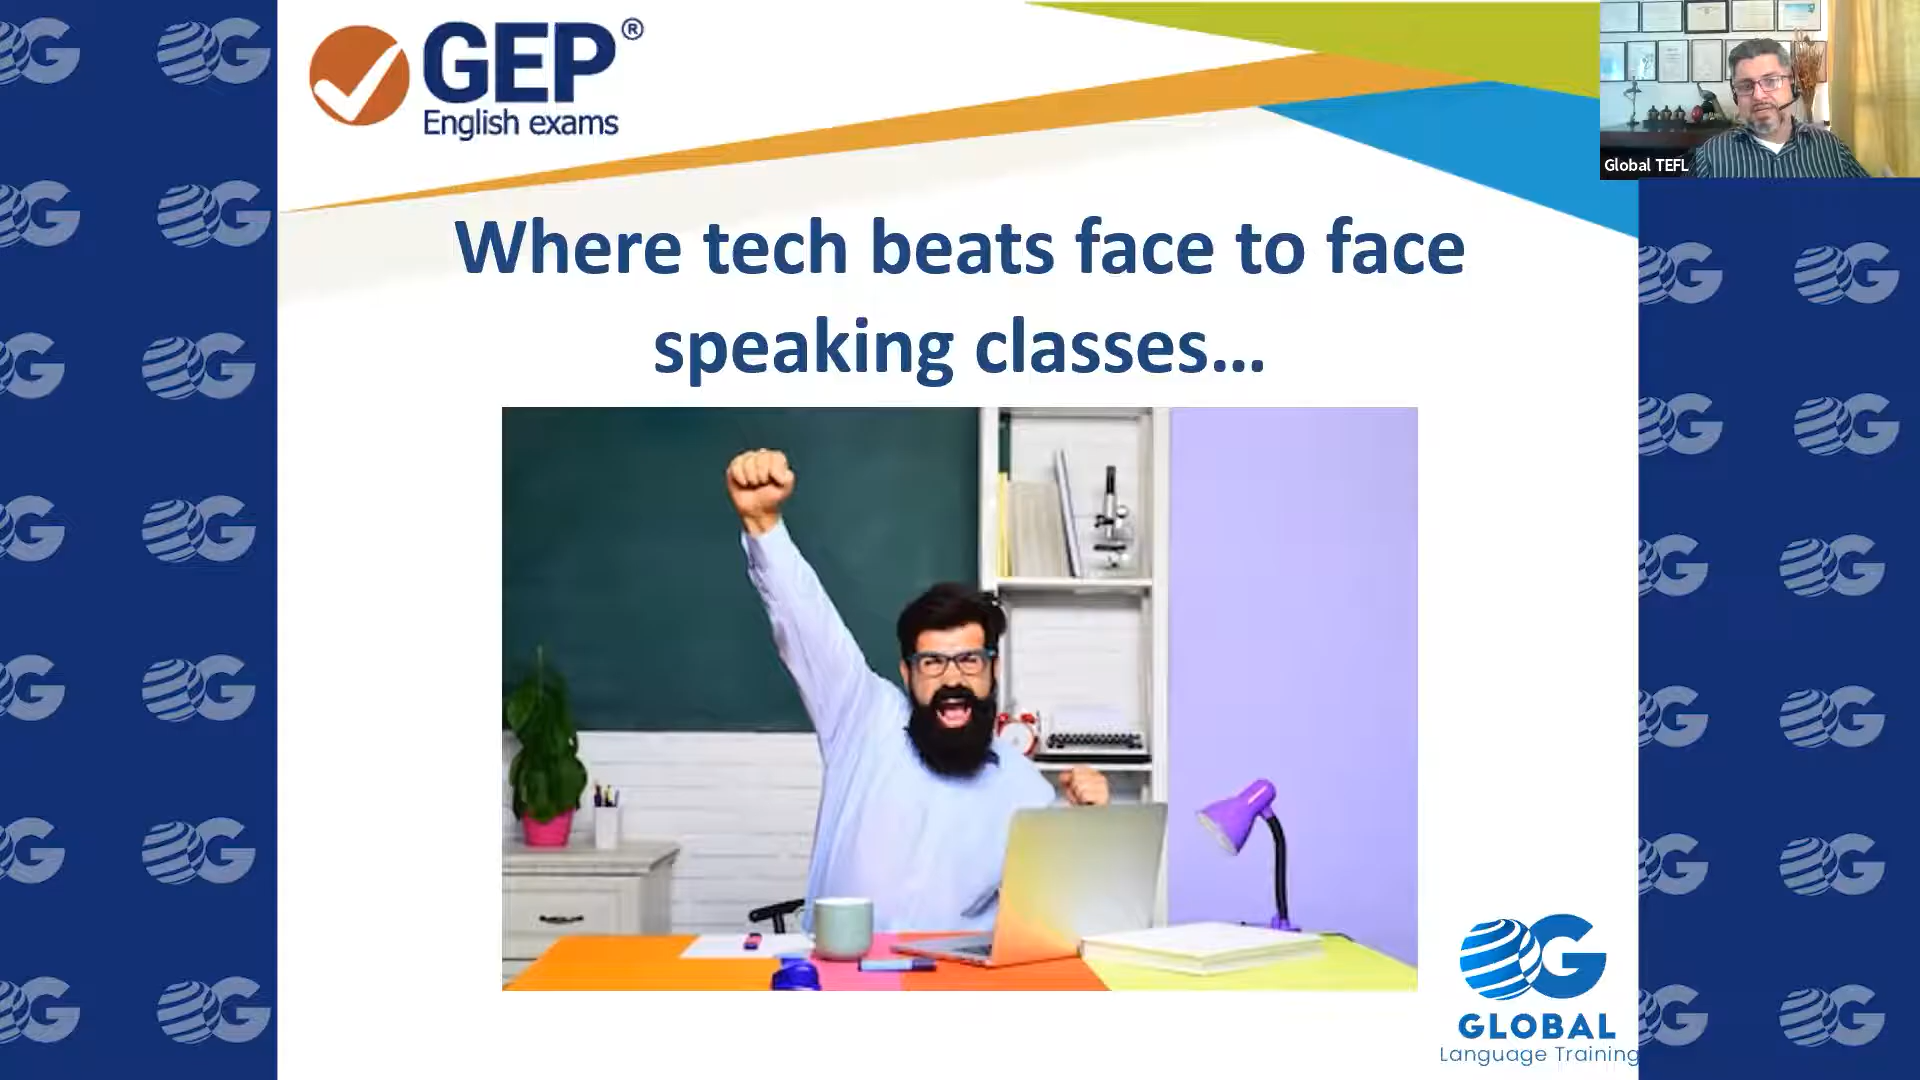 GEP®
English exams
Global TEFL
Where tech beats face to face
speaking classes...
GLOBAL
Language Training